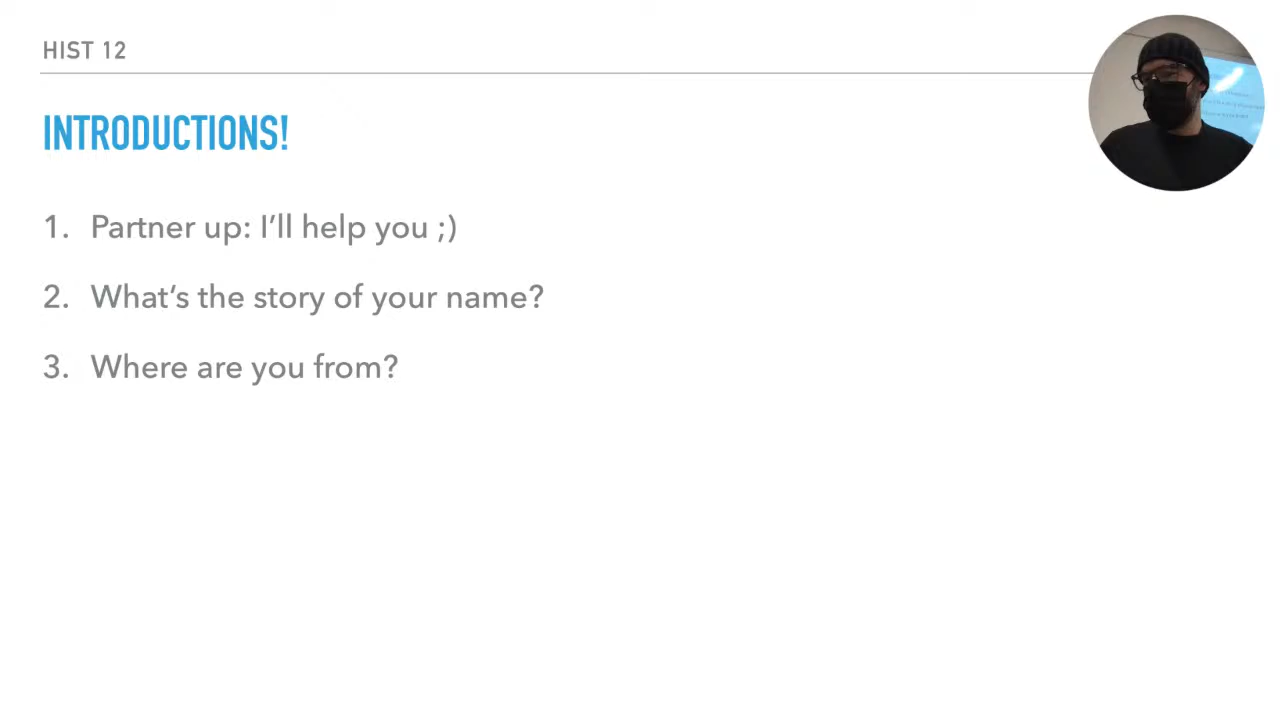 HIST 12
INTRODUCTIONS!
1. Partner up: I’ll help you ;)
2. What’s the story of your name?
3. Where are you from?